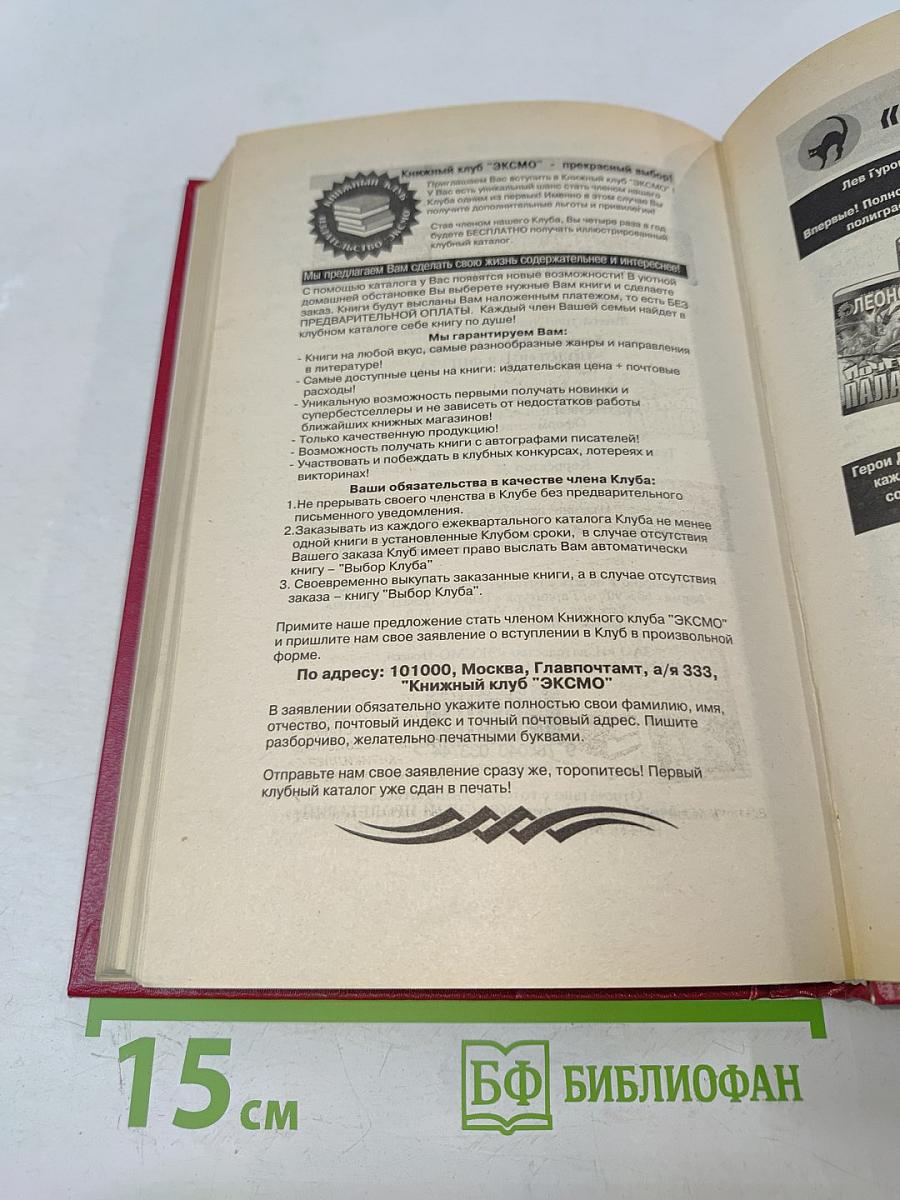 Книжный клуб "ЭКСМО" - прекрасный выбор!
КНИЖНЫЙ КЛУБ
ИЗДАТЕЛЬСТВО ЭКСМО
Приглашаем Вас вступить в Книжный клуб "ЭКСМО" !
У Вас есть уникальный шанс стать членом нашего
Клуба одним из первых! Именно в этом случае Вы
получите дополнительные льготы и привилегии!
Став членом нашего Клуба, Вы четыре раза в год
будете БЕСПЛАТНО получать иллюстрированный
клубный каталог.
Мы предлагаем Вам сделать свою жизнь содержательнее и интереснее!
С помощью каталога у Вас появятся новые возможности! В уютной
домашней обстановке Вы выберете нужные Вам книги и сделаете
заказ. Книги будут высланы Вам наложенным платежом, то есть БЕЗ
ПРЕДВАРИТЕЛЬНОЙ ОПЛАТЫ. Каждый член Вашей семьи найдет в
клубном каталоге себе книгу по душе!
Мы гарантируем Вам:
- Книги на любой вкус, самые разнообразные жанры и направления
в литературе!
- Самые доступные цены на книги: издательская цена + почтовые
расходы!
- Уникальную возможность первыми получать новинки и
супербестселлеры и не зависеть от недостатков работы
ближайших книжных магазинов!
- Только качественную продукцию!
- Возможность получать книги с автографами писателей!
- Участвовать и побеждать в клубных конкурсах, лотереях и
викторинах!
Ваши обязательства в качестве члена Клуба:
1.Не прерывать своего членства в Клубе без предварительного
письменного уведомления.
2.Заказывать из каждого ежеквартального каталога Клуба не менее
одной книги в установленные Клубом сроки, в случае отсутствия
Вашего заказа Клуб имеет право выслать Вам автоматически
книгу – "Выбор Клуба"
3. Своевременно выкупать заказанные книги, а в случае отсутствия
заказа – книгу "Выбор Клуба".
Примите наше предложение стать членом Книжного клуба "ЭКСМО"
и пришлите нам свое заявление о вступлении в Клуб в произвольной
форме.
По адресу: 101000, Москва, Главпочтамт, а/я 333,
"Книжный клуб "ЭКСМО"
В заявлении обязательно укажите полностью свои фамилию, имя,
отчество, почтовый индекс и точный почтовый адрес. Пишите
разборчиво, желательно печатными буквами.
Отправьте нам свое заявление сразу же, торопитесь! Первый
клубный каталог уже сдан в печать!
«
Лев Гуро
Впервые! Полно
полигра
ЛЕОН
ПАЛА
Герои Д
каж
со
15 см
БФ БИБЛИОФАН